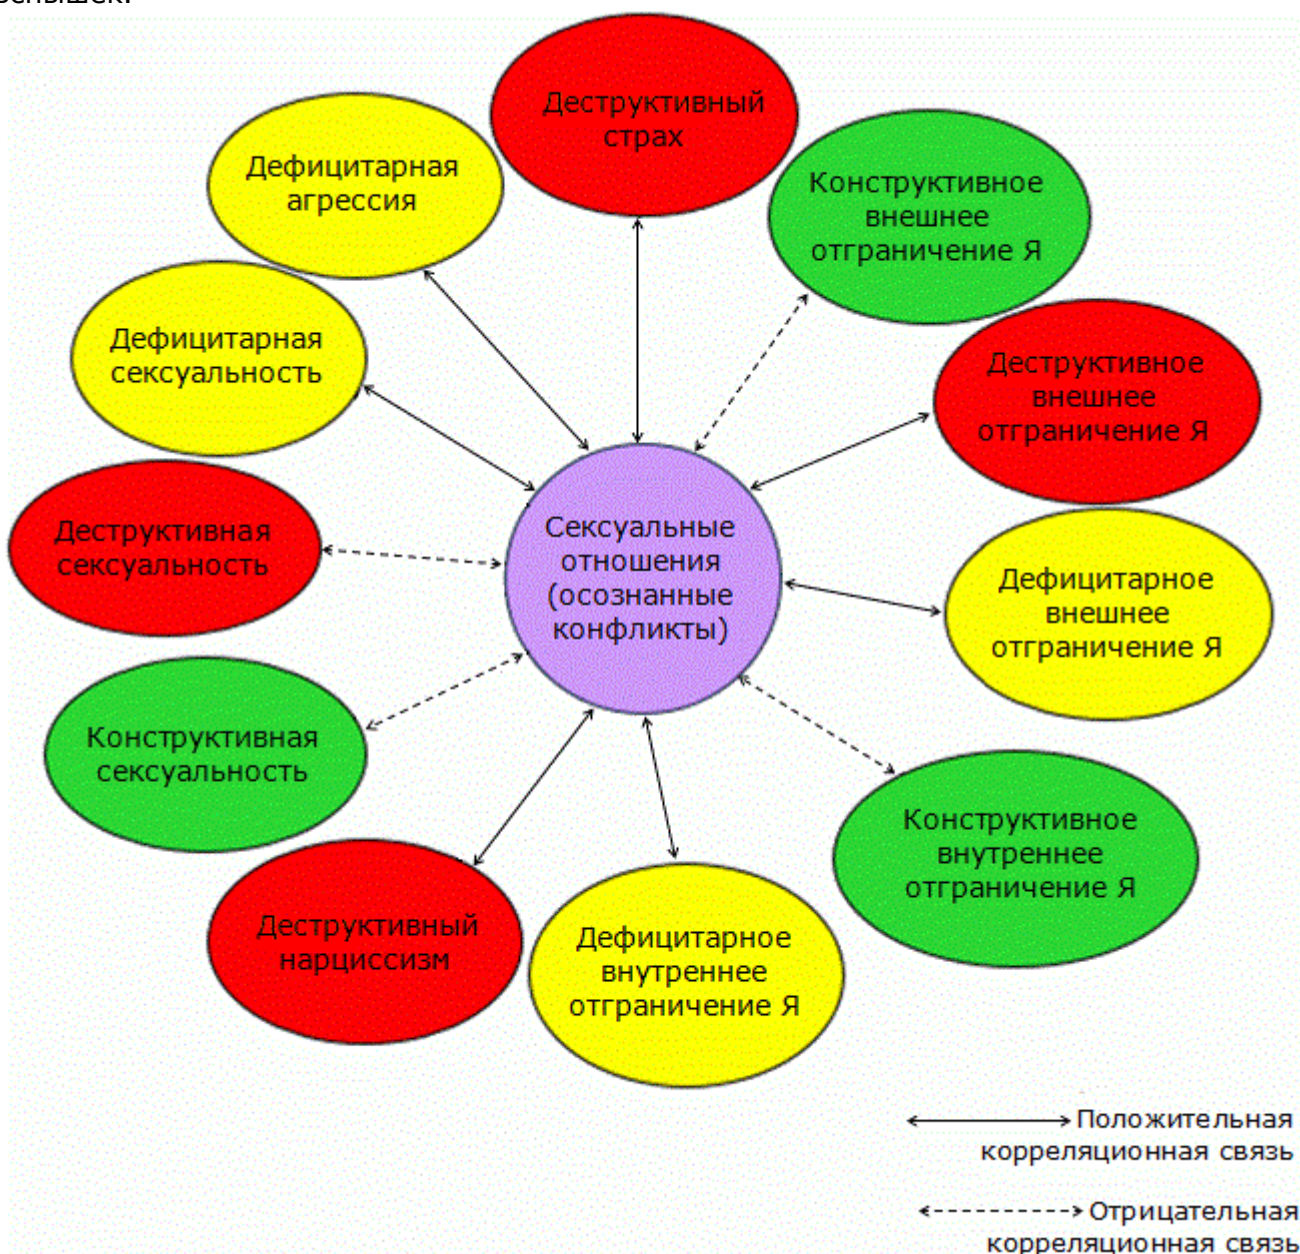 вспышек.
Деструктивный
страх
Дефицитарная
агрессия
Конструктивное
внешнее
отграничение Я
Дефицитарная
сексуальность
Деструктивное
внешнее
отграничение Я
Деструктивная
сексуальность
Сексуальные
отношения
(осознанные
конфликты)
Дефицитарное
внешнее
отграничение Я
Конструктивная
сексуальность
Конструктивное
внутреннее
отграничение Я
Деструктивный
нарциссизм
Дефицитарное
внутреннее
отграничение Я
Положительная
корреляционная связь
Отрицательная
корреляционная связь